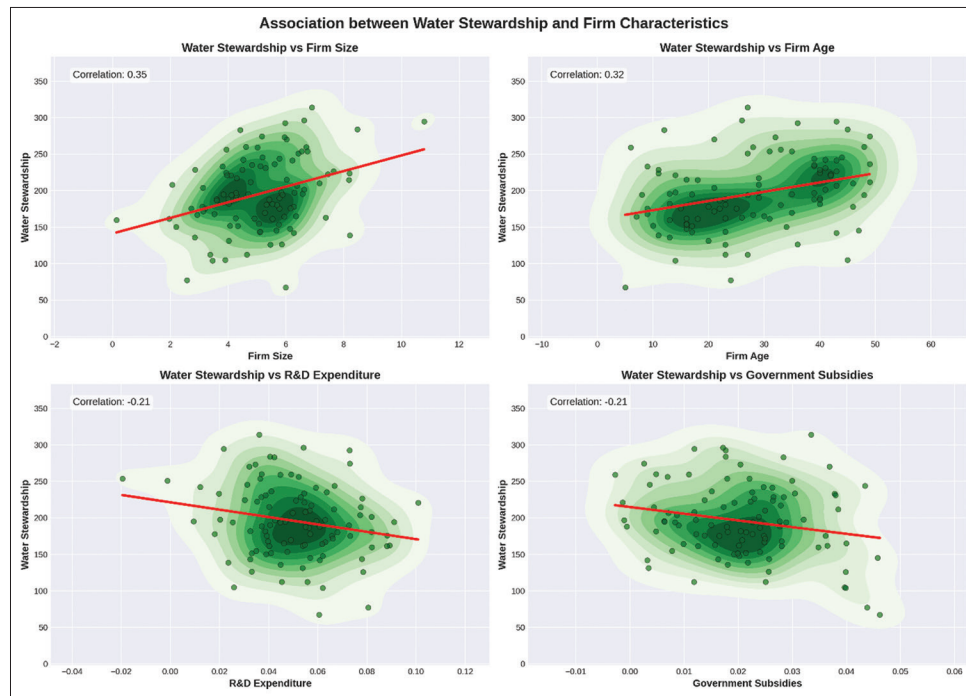 Association between Water Stewardship and Firm Characteristics
Water Stewardship vs Firm Size
Correlation: 0.35
Water Stewardship
350
300
250
200
150
100
50
0
−2 0 2 4 6 8 10 12
Firm Size
Water Stewardship vs Firm Age
Correlation: 0.32
Water Stewardship
350
300
250
200
150
100
50
0
−10 0 10 20 30 40 50 60
Firm Age
Water Stewardship vs R&D Expenditure
Correlation: -0.21
Water Stewardship
350
300
250
200
150
100
50
0
−0.04 −0.02 0.00 0.02 0.04 0.06 0.08 0.10 0.12
R&D Expenditure
Water Stewardship vs Government Subsidies
Correlation: -0.21
Water Stewardship
350
300
250
200
150
100
50
0
−0.01 0.00 0.01 0.02 0.03 0.04 0.05 0.06
Government Subsidies